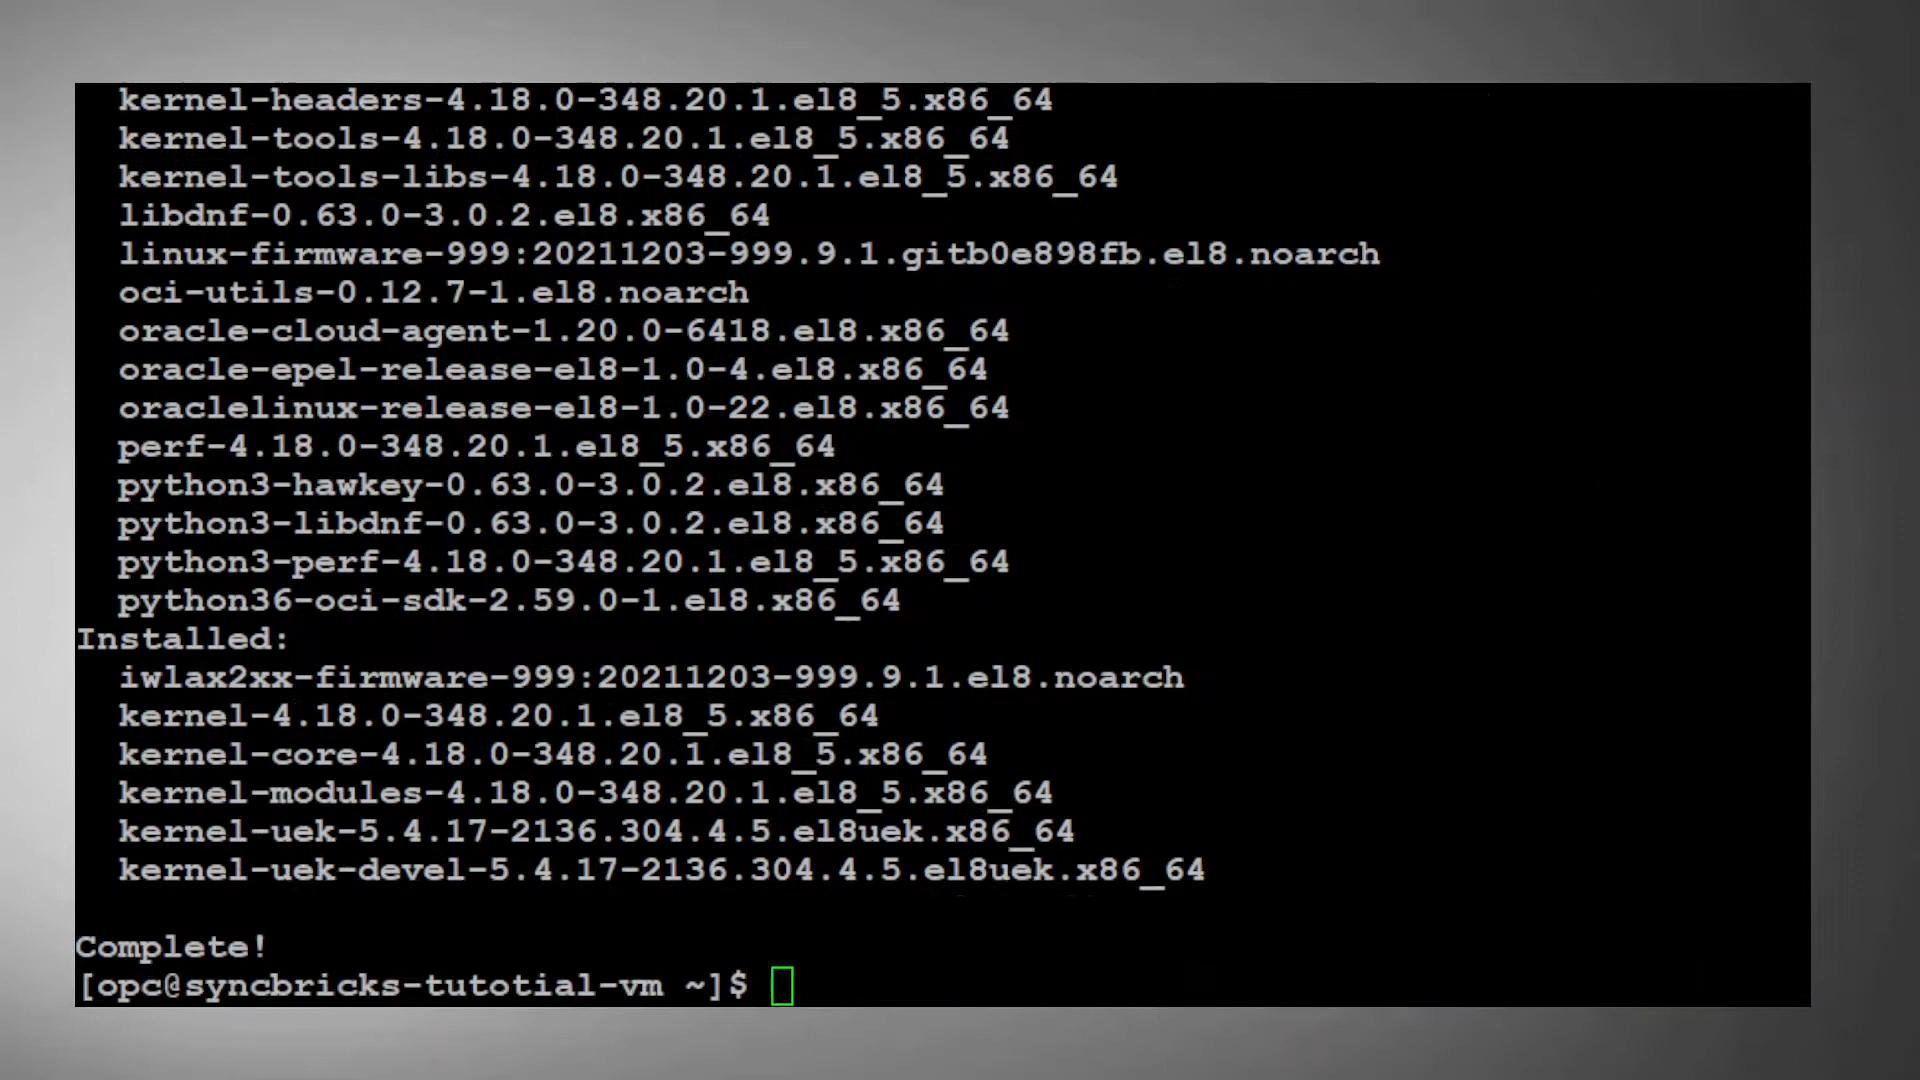 kernel-headers-4.18.0-348.20.1.el8_5.x86_64
kernel-tools-4.18.0-348.20.1.el8_5.x86_64
kernel-tools-libs-4.18.0-348.20.1.el8_5.x86_64
libdnf-0.63.0-3.0.2.el8.x86_64
linux-firmware-999:20211203-999.9.1.gitb0e898fb.el8.noarch
oci-utils-0.12.7-1.el8.noarch
oracle-cloud-agent-1.20.0-6418.el8.x86_64
oracle-epel-release-el8-1.0-4.el8.x86_64
oraclelinux-release-el8-1.0-22.el8.x86_64
perf-4.18.0-348.20.1.el8_5.x86_64
python3-hawkey-0.63.0-3.0.2.el8.x86_64
python3-libdnf-0.63.0-3.0.2.el8.x86_64
python3-perf-4.18.0-348.20.1.el8_5.x86_64
python36-oci-sdk-2.59.0-1.el8.x86_64
Installed:
iwlax2xx-firmware-999:20211203-999.9.1.el8.noarch
kernel-4.18.0-348.20.1.el8_5.x86_64
kernel-core-4.18.0-348.20.1.el8_5.x86_64
kernel-modules-4.18.0-348.20.1.el8_5.x86_64
kernel-uek-5.4.17-2136.304.4.5.el8uek.x86_64
kernel-uek-devel-5.4.17-2136.304.4.5.el8uek.x86_64
Complete!
[opc@syncbricks-tutotial-vm ~]$